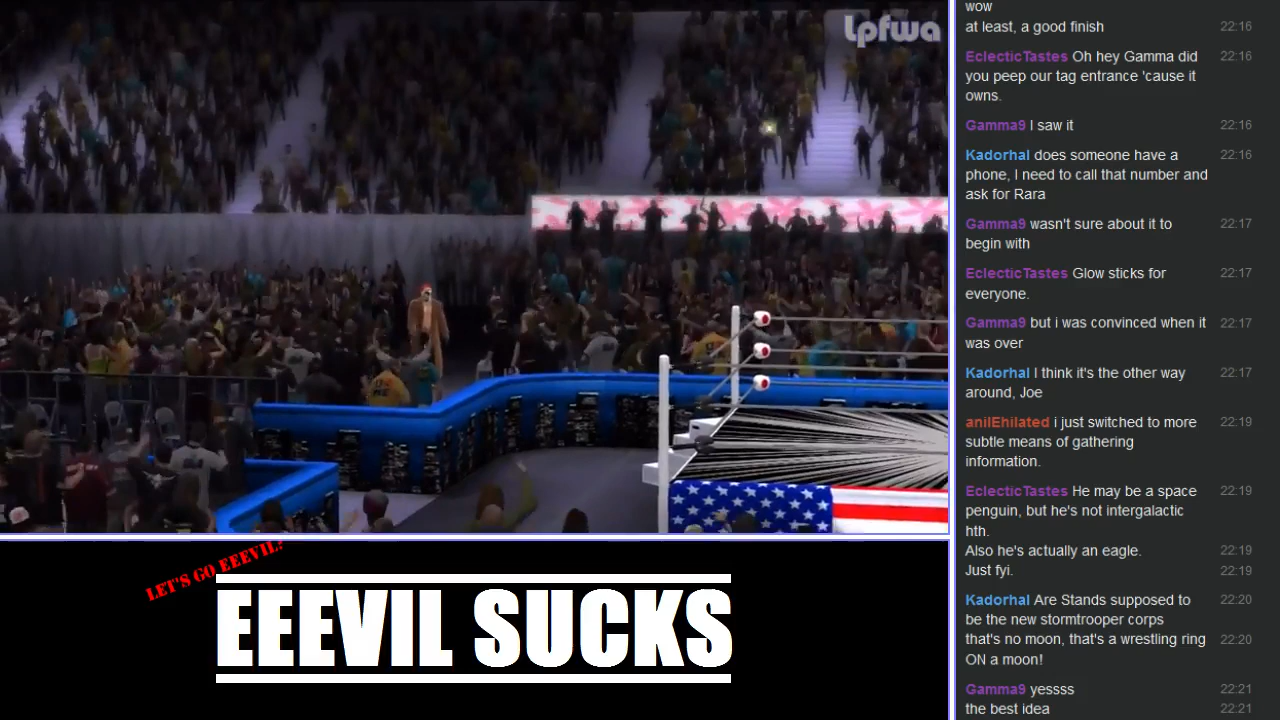 lpfwa
LET'S GO EEEVIL!
EEEVIL SUCKS
wow
at least, a good finish 22:16
EclecticTastes Oh hey Gamma did 22:16
you peep our tag entrance 'cause it
owns.
Gamma9 I saw it 22:16
Kadorhal does someone have a 22:16
phone, I need to call that number and
ask for Rara
Gamma9 wasn't sure about it to 22:17
begin with
EclecticTastes Glow sticks for 22:17
everyone.
Gamma9 but i was convinced when it 22:17
was over
Kadorhal I think it's the other way 22:17
around, Joe
anilEhilated i just switched to more 22:19
subtle means of gathering
information.
EclecticTastes He may be a space 22:19
penguin, but he's not intergalactic
hth.
Also he's actually an eagle. 22:19
Just fyi. 22:19
Kadorhal Are Stands supposed to 22:20
be the new stormtrooper corps
that's no moon, that's a wrestling ring 22:20
ON a moon!
Gamma9 yessss 22:21
the best idea 22:21